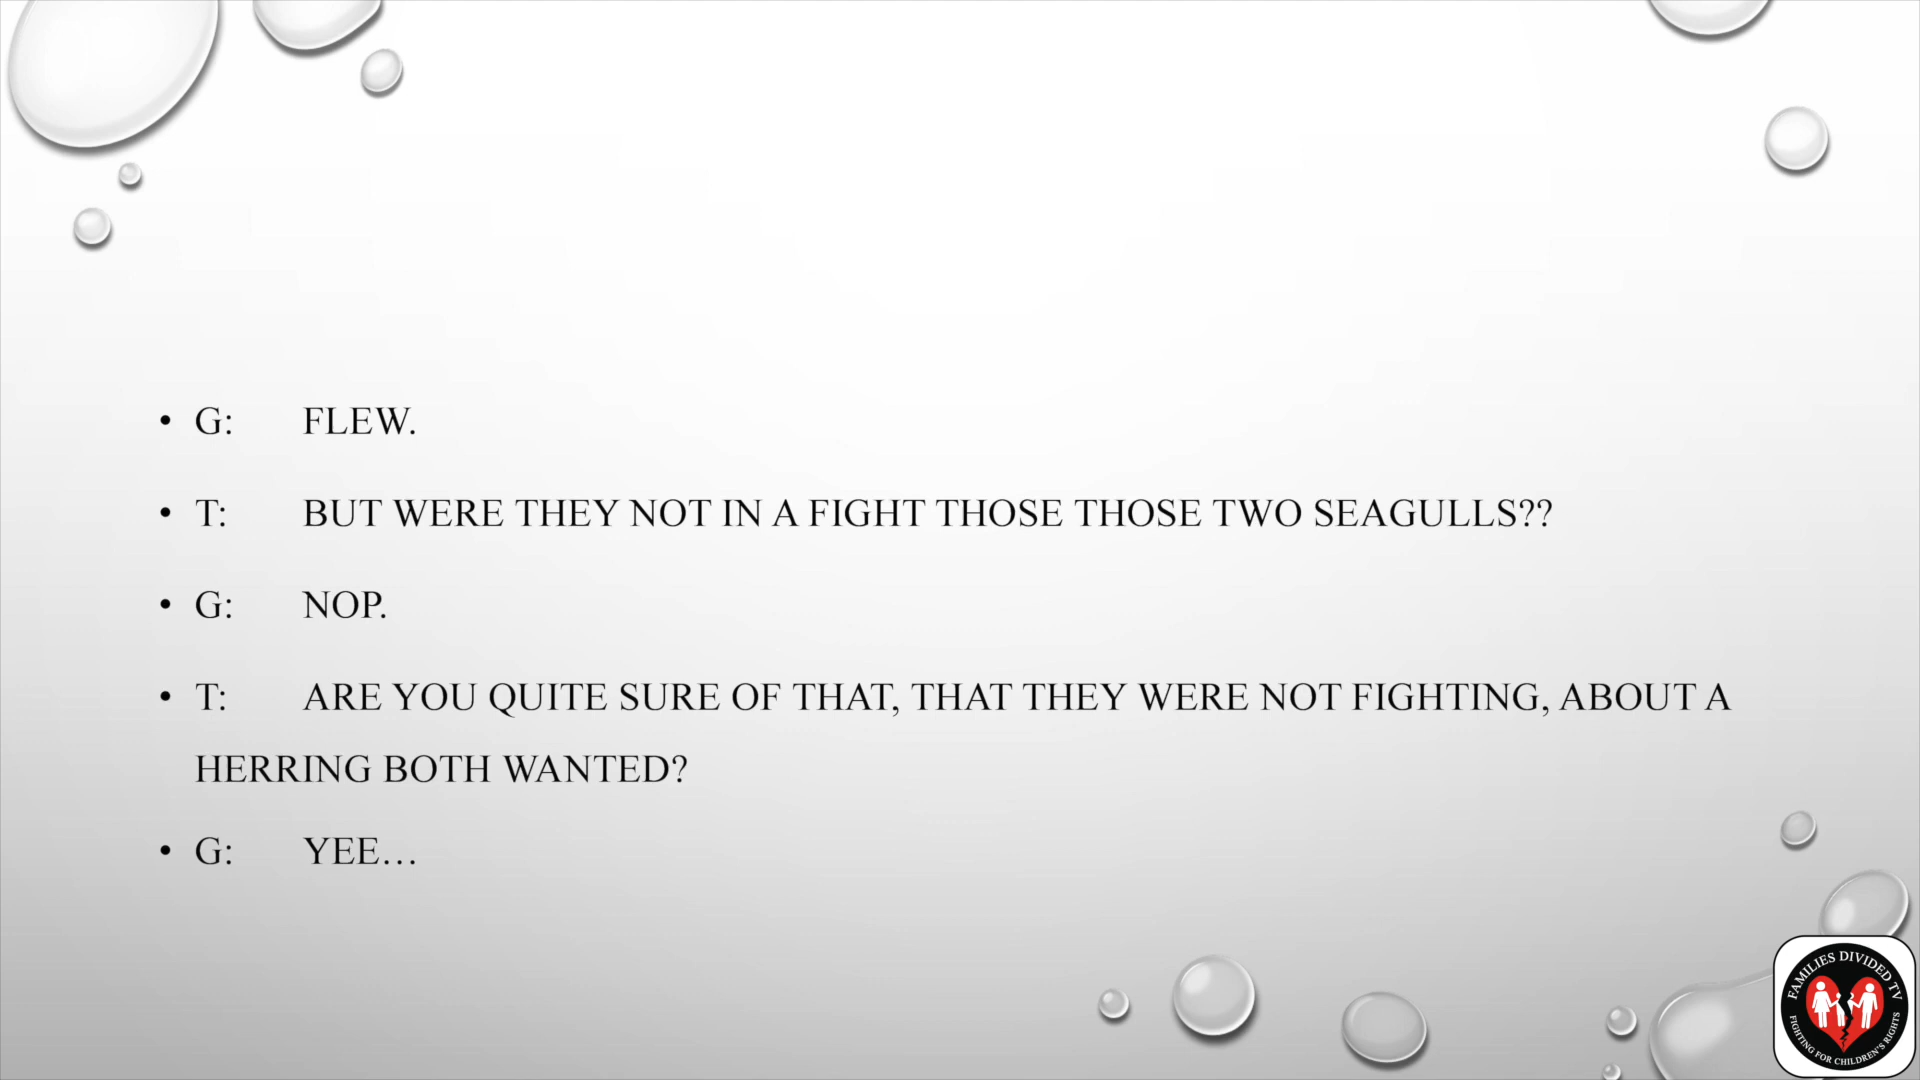 • G: FLEW.
• T: BUT WERE THEY NOT IN A FIGHT THOSE THOSE TWO SEAGULLS??
• G: NOP.
• T: ARE YOU QUITE SURE OF THAT, THAT THEY WERE NOT FIGHTING, ABOUT A
HERRING BOTH WANTED?
• G: YEE…
FAMILIES DIVIDED TV
FIGHTING FOR CHILDREN'S RIGHTS